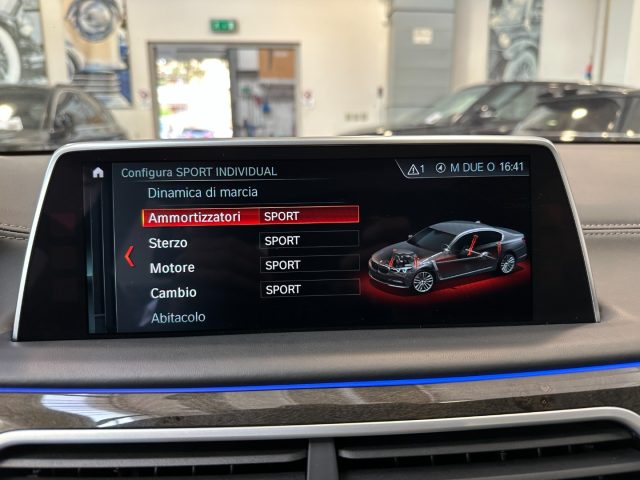 Configura SPORT INDIVIDUAL
1 M DUE O 16:41
Dinamica di marcia
Ammortizzatori SPORT
Sterzo SPORT
Motore SPORT
Cambio SPORT
Abitacolo